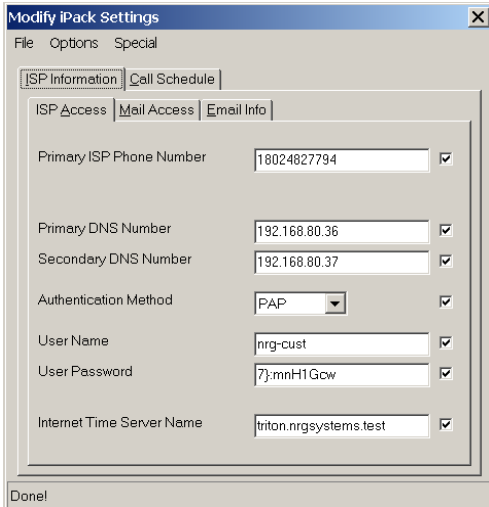 Modify iPack Settings
File Options Special
ISP Information Call Schedule
ISP Access Mail Access Email Info
Primary ISP Phone Number 18024827794
Primary DNS Number 192.168.80.36
Secondary DNS Number 192.168.80.37
Authentication Method PAP
User Name nrg-cust
User Password 7}:mnH1Gcw
Internet Time Server Name triton.nrgsystems.test
Done!